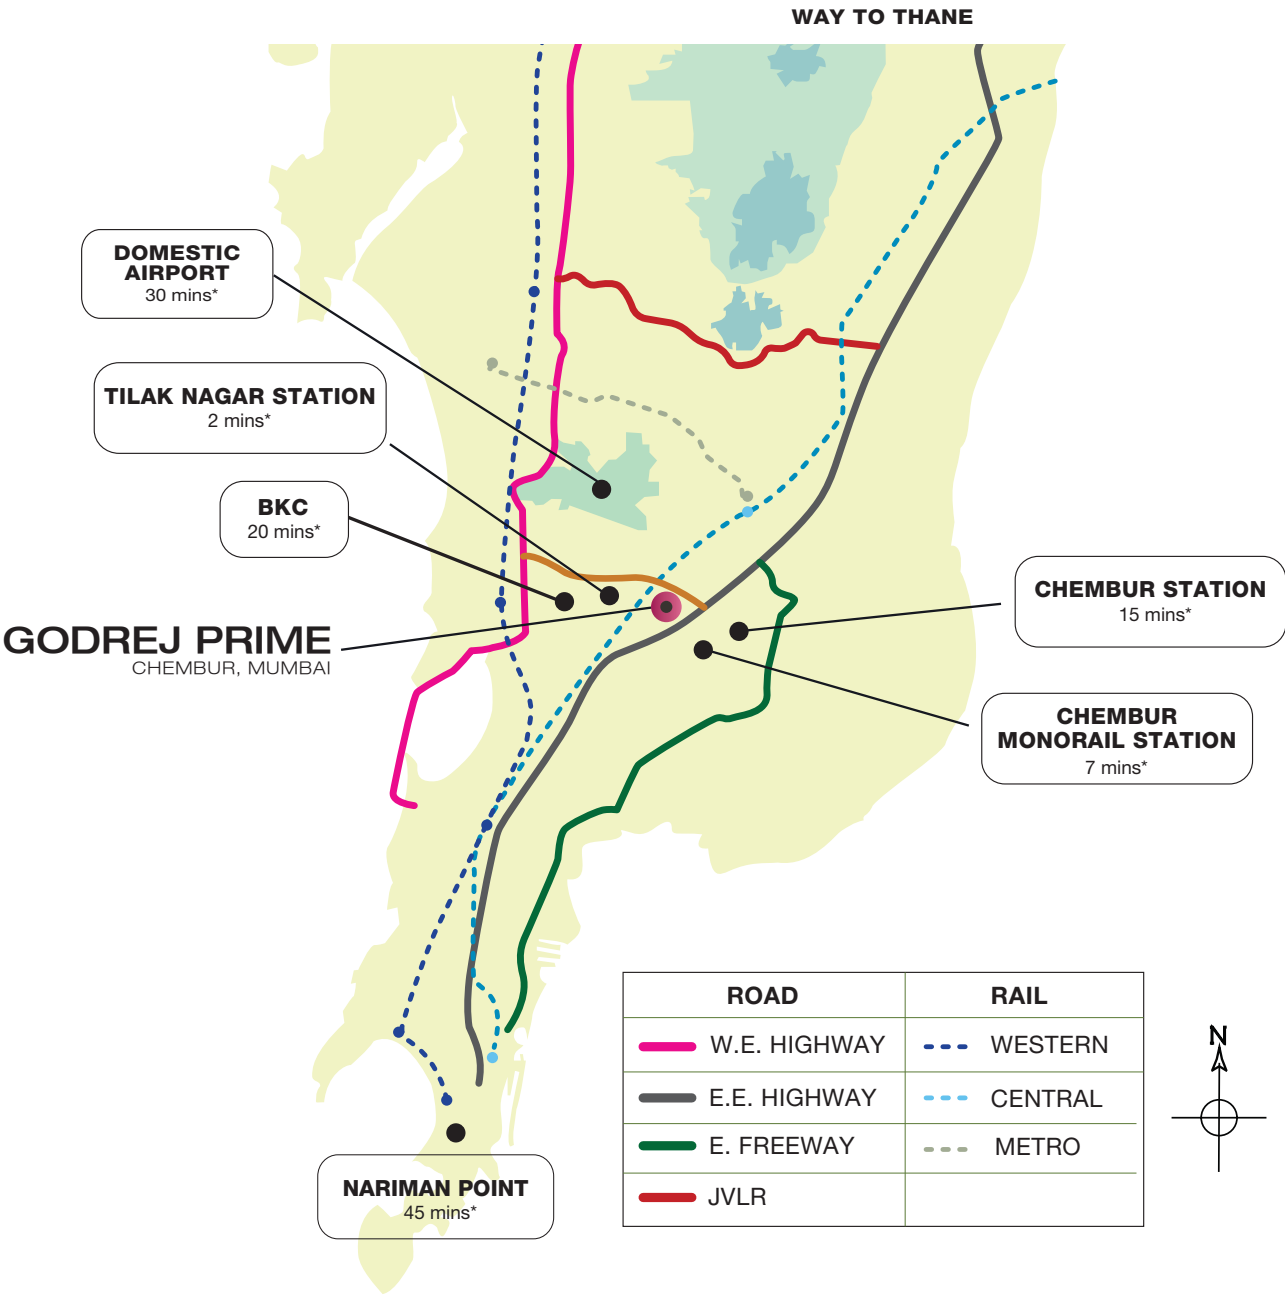 WAY TO THANE
DOMESTIC
AIRPORT
30 mins*
TILAK NAGAR STATION
2 mins*
BKC
20 mins*
GODREJ PRIME
CHEMBUR, MUMBAI
CHEMBUR STATION
15 mins*
CHEMBUR
MONORAIL STATION
7 mins*
NARIMAN POINT
45 mins*
ROAD RAIL
W.E. HIGHWAY WESTERN
E.E. HIGHWAY CENTRAL
E. FREEWAY METRO
JVLR
N